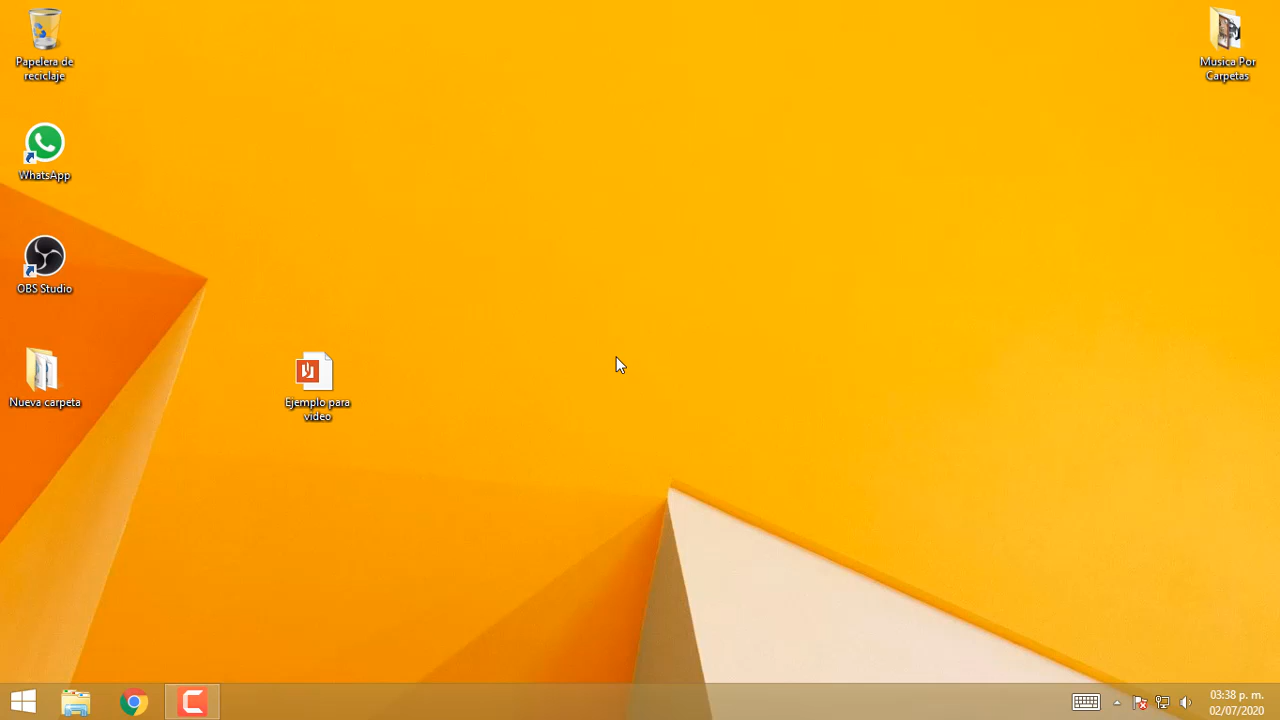 Papelera de
reciclaje
WhatsApp
OBS Studio
Nueva carpeta
Ejemplo para
video
Musica Por
Carpetas
03:38 p. m.
02/07/2020